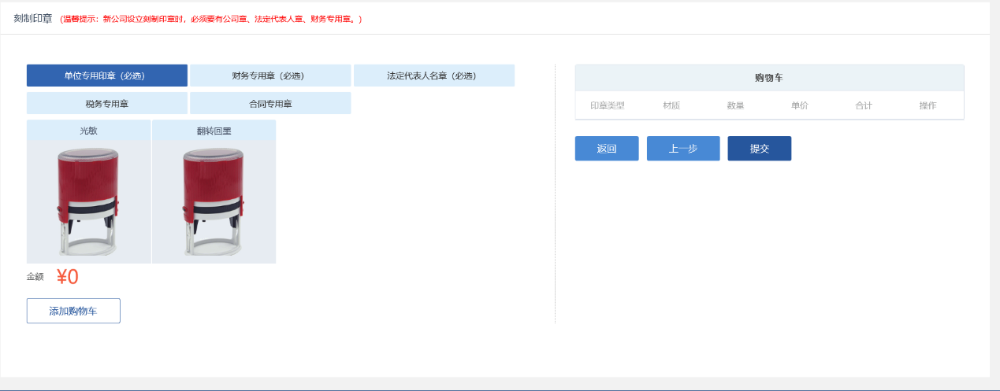 刻制印章 (温馨提示：新公司设立刻制印章时，必须要有公司章、法定代表人章、财务专用章。)
单位专用印章（必选） 财务专用章（必选） 法定代表人名章（必选）
税务专用章 合同专用章
光敏 翻转回墨
金额 ¥0
添加购物车
购物车
印章类型 材质 数量 单价 合计 操作
返回 上一步 提交